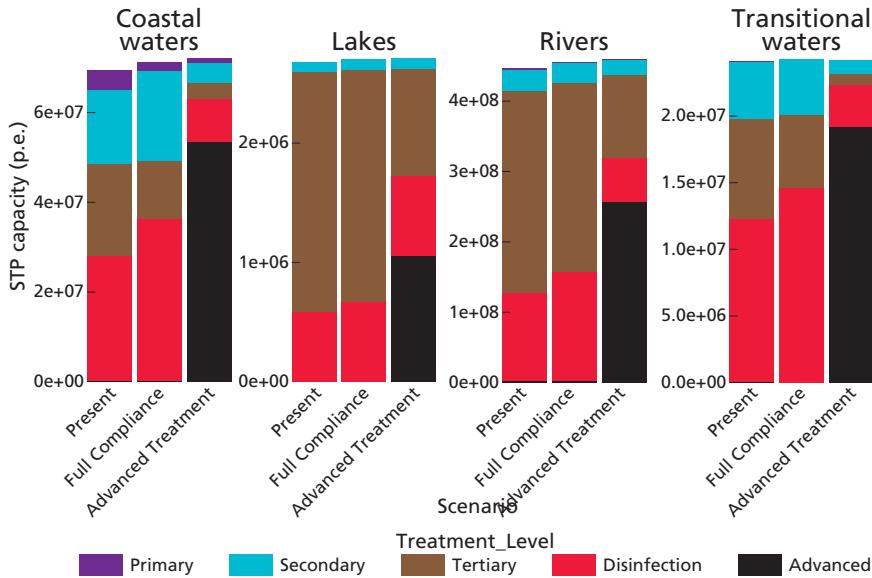 Coastal waters
Lakes
Rivers
Transitional waters
STP capacity (p.e.)
6e+07
4e+07
2e+07
0e+00
2e+06
1e+06
0e+00
4e+08
3e+08
2e+08
1e+08
0e+00
2.0e+07
1.5e+07
1.0e+07
5.0e+06
0.0e+00
Present
Full Compliance
Advanced Treatment
Present
Full Compliance
Advanced Treatment
Present
Full Compliance
Advanced Treatment
Present
Full Compliance
Advanced Treatment
Scenario
Treatment_Level
Primary Secondary Tertiary Disinfection Advanced